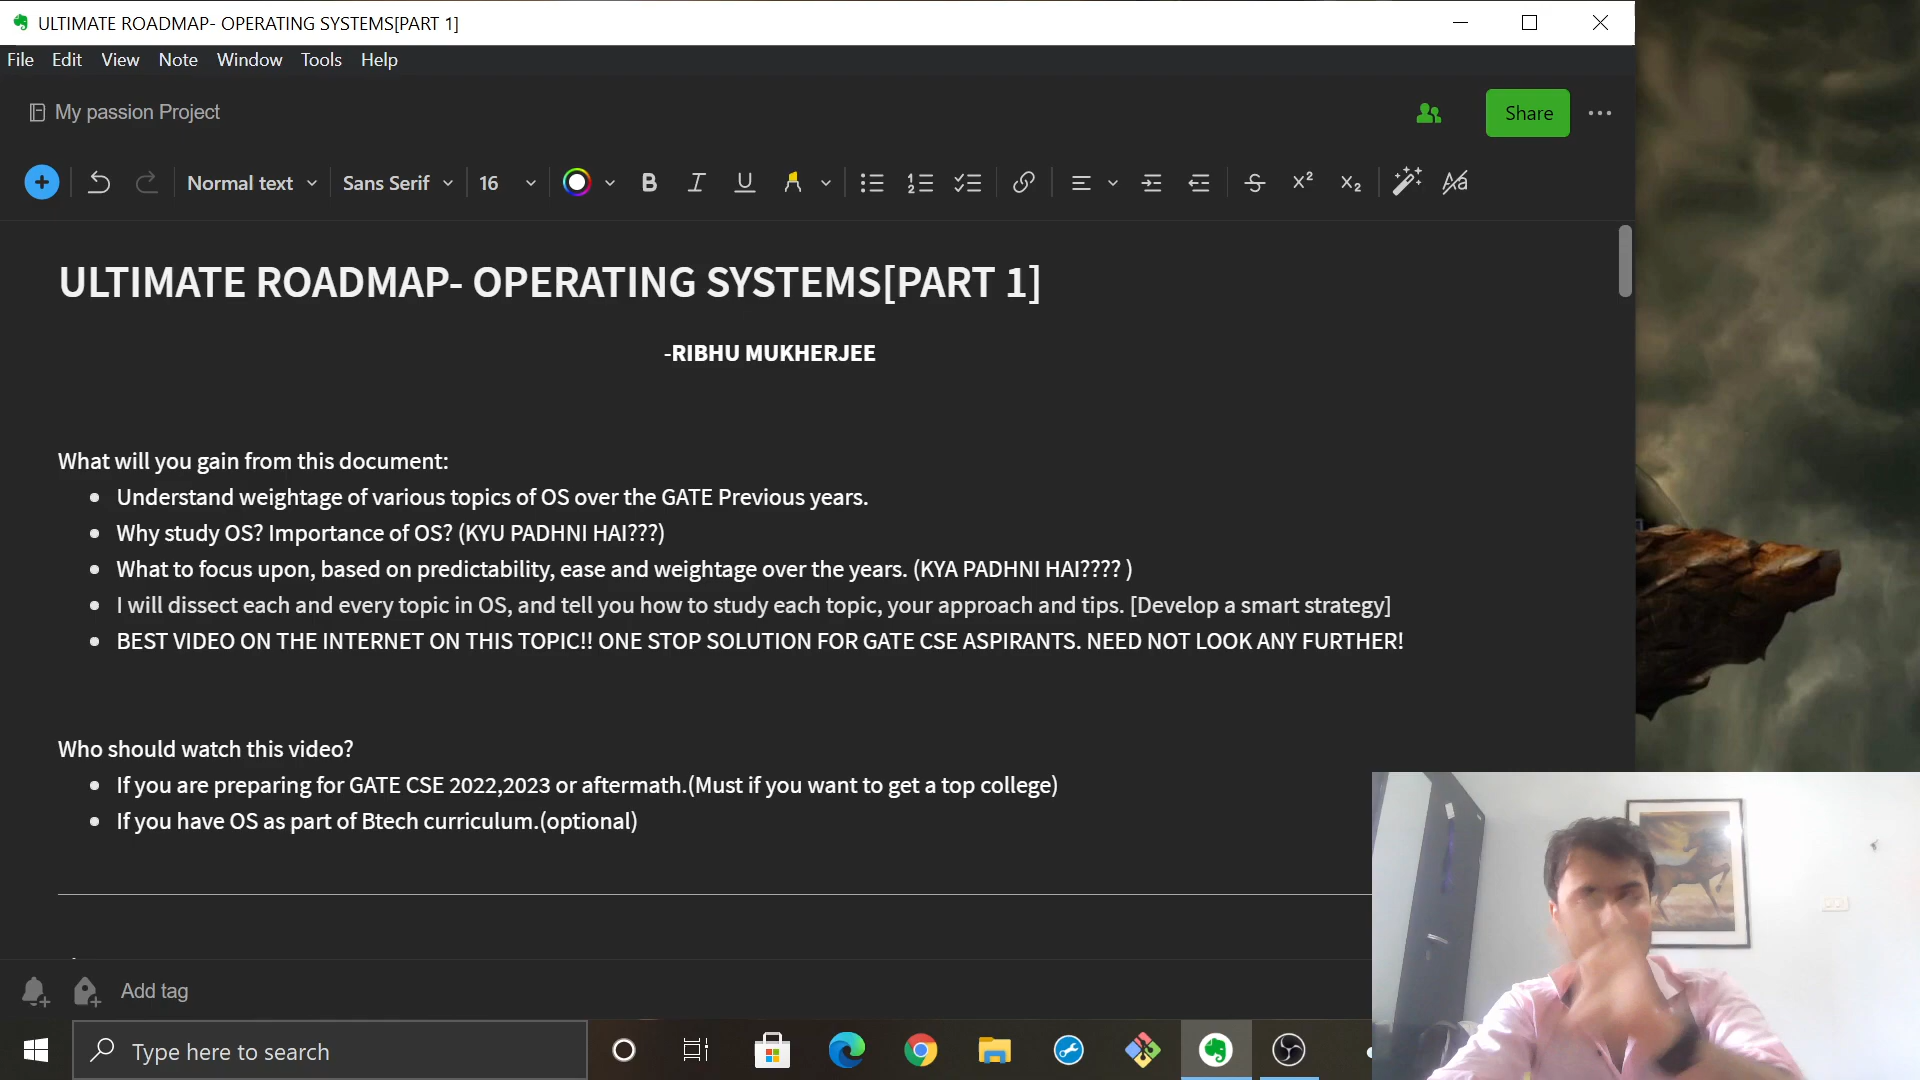 ULTIMATE ROADMAP- OPERATING SYSTEMS[PART 1]
File Edit View Note Window Tools Help
My passion Project
Share
Normal text Sans Serif 16
ULTIMATE ROADMAP- OPERATING SYSTEMS[PART 1]
-RIBHU MUKHERJEE
What will you gain from this document:
Understand weightage of various topics of OS over the GATE Previous years.
Why study OS? Importance of OS? (KYU PADHNI HAI???)
What to focus upon, based on predictability, ease and weightage over the years. (KYA PADHNI HAI???? )
I will dissect each and every topic in OS, and tell you how to study each topic, your approach and tips. [Develop a smart strategy]
BEST VIDEO ON THE INTERNET ON THIS TOPIC!! ONE STOP SOLUTION FOR GATE CSE ASPIRANTS. NEED NOT LOOK ANY FURTHER!
Who should watch this video?
If you are preparing for GATE CSE 2022,2023 or aftermath.(Must if you want to get a top college)
If you have OS as part of Btech curriculum.(optional)
Add tag
Type here to search